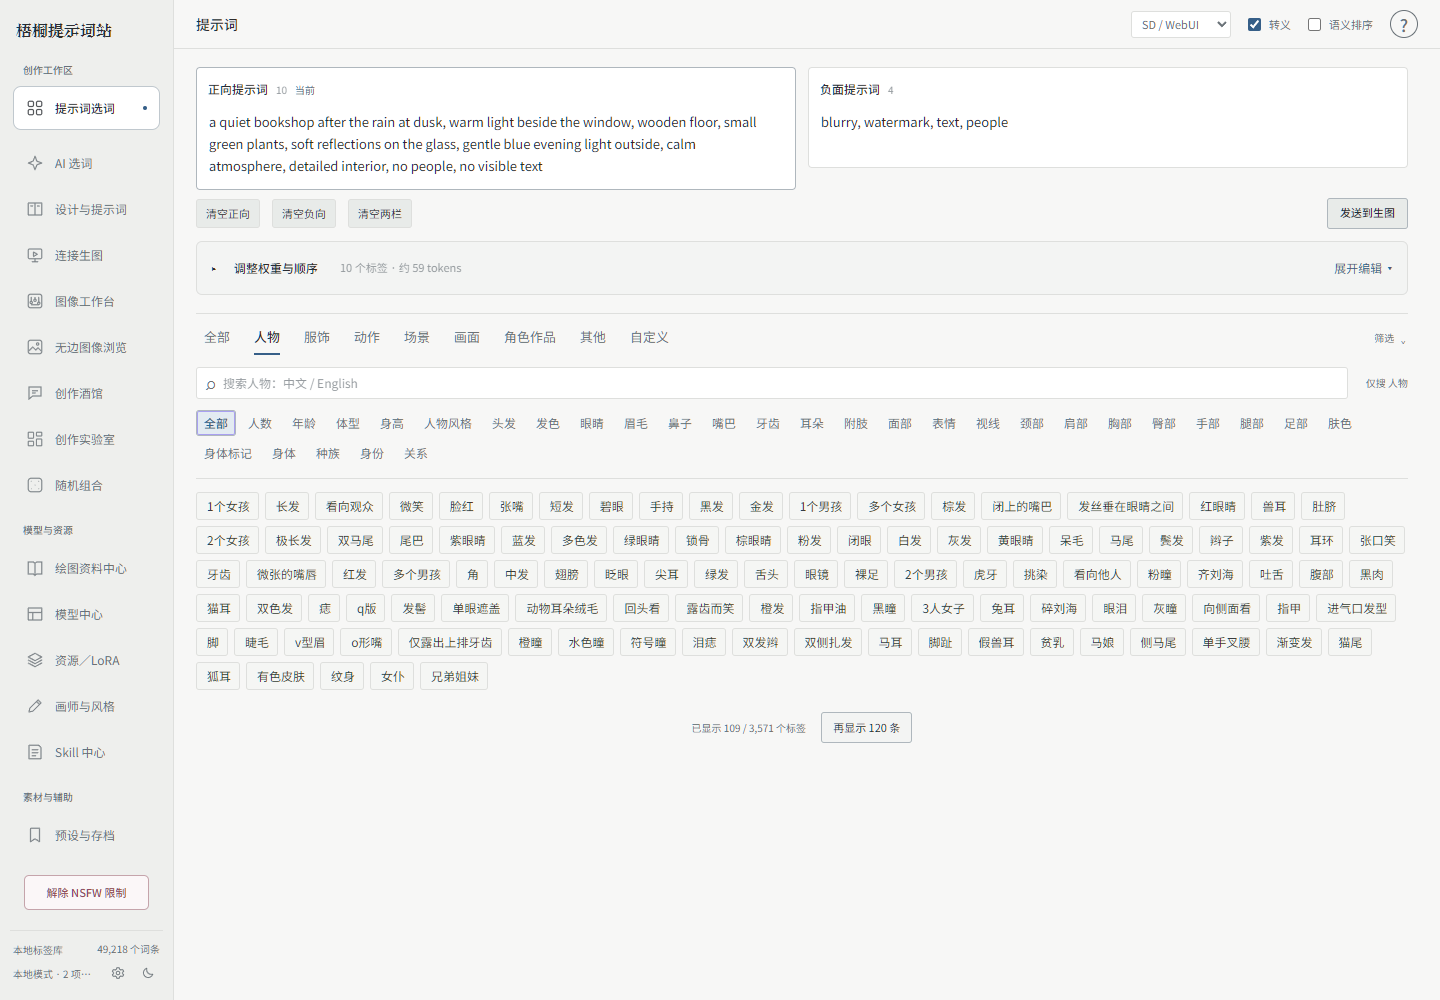 梧桐提示词站
创作工作区
提示词选词
AI 选词
设计与提示词
连接生图
图像工作台
无边图像浏览
创作酒馆
创作实验室
随机组合
模型与资源
绘图资料中心
模型中心
资源／LoRA
画师与风格
Skill 中心
素材与辅助
预设与存档
解除 NSFW 限制
本地标签库 49,218 个词条
本地模式 · 2 项…
提示词 SD / WebUI 转义 语义排序 ?
正向提示词 10 当前
a quiet bookshop after the rain at dusk, warm light beside the window, wooden floor, small
green plants, soft reflections on the glass, gentle blue evening light outside, calm
atmosphere, detailed interior, no people, no visible text
负面提示词 4
blurry, watermark, text, people
清空正向 清空负向 清空两栏 发送到生图
调整权重与顺序 10 个标签 · 约 59 tokens 展开编辑
全部 人物 服饰 动作 场景 画面 角色作品 其他 自定义 筛选
搜索人物：中文 / English 仅搜 人物
全部 人数 年龄 体型 身高 人物风格 头发 发色 眼睛 眉毛 鼻子 嘴巴 牙齿 耳朵 附肢 面部 表情 视线 颈部 肩部 胸部 臀部 手部 腿部 足部 肤色
身体标记 身体 种族 身份 关系
1个女孩 长发 看向观众 微笑 脸红 张嘴 短发 碧眼 手持 黑发 金发 1个男孩 多个女孩 棕发 闭上的嘴巴 发丝垂在眼睛之间 红眼睛 兽耳 肚脐
2个女孩 极长发 双马尾 尾巴 紫眼睛 蓝发 多色发 绿眼睛 锁骨 棕眼睛 粉发 闭眼 白发 灰发 黄眼睛 呆毛 马尾 鬓发 辫子 紫发 耳环 张口笑
牙齿 微张的嘴唇 红发 多个男孩 角 中发 翅膀 眨眼 尖耳 绿发 舌头 眼镜 裸足 2个男孩 虎牙 挑染 看向他人 粉瞳 齐刘海 吐舌 腹部 黑肉
猫耳 双色发 痣 q版 发髻 单眼遮盖 动物耳朵绒毛 回头看 露齿而笑 橙发 指甲油 黑瞳 3人女子 兔耳 碎刘海 眼泪 灰瞳 向侧面看 指甲 进气口发型
脚 睫毛 v型眉 o形嘴 仅露出上排牙齿 橙瞳 水色瞳 符号瞳 泪痣 双发辫 双侧扎发 马耳 脚趾 假兽耳 贫乳 马娘 侧马尾 单手叉腰 渐变发 猫尾
狐耳 有色皮肤 纹身 女仆 兄弟姐妹
已显示 109 / 3,571 个标签 再显示 120 条